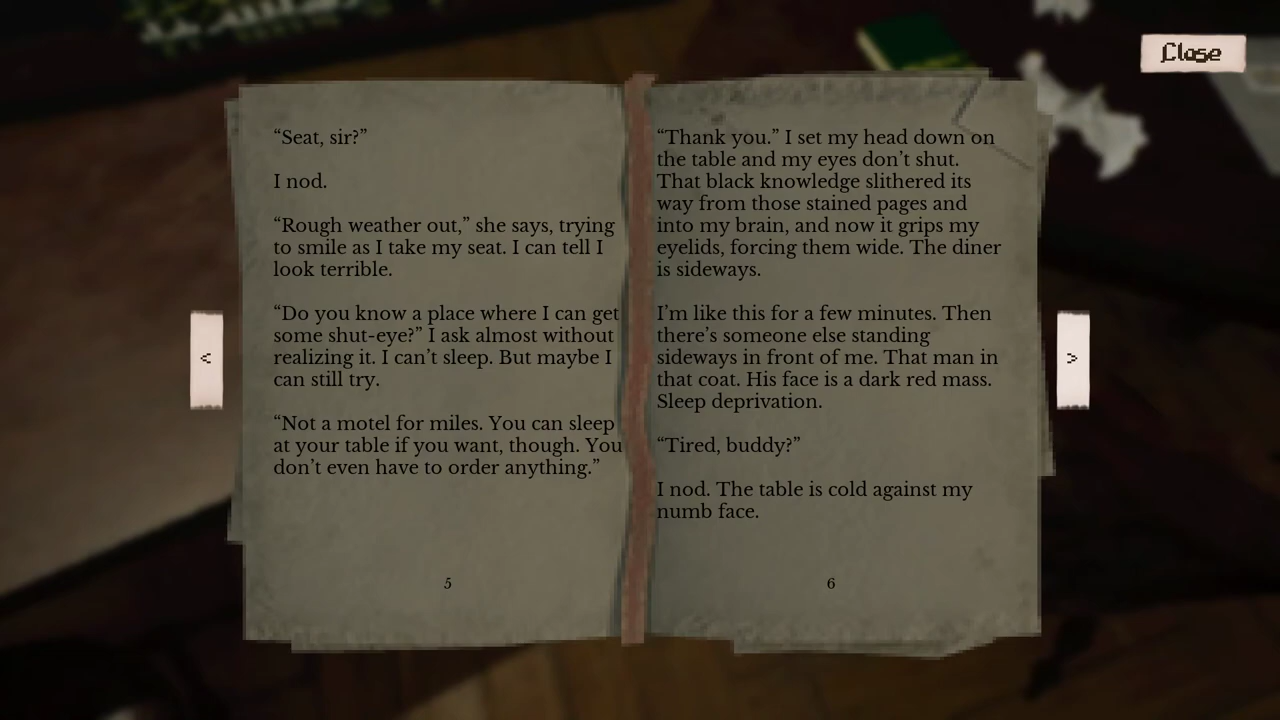 Close
“Seat, sir?”
I nod.
“Rough weather out,” she says, trying
to smile as I take my seat. I can tell I
look terrible.
“Do you know a place where I can get
some shut-eye?” I ask almost without
realizing it. I can’t sleep. But maybe I
can still try.
“Not a motel for miles. You can sleep
at your table if you want, though. You
don’t even have to order anything.”
5
“Thank you.” I set my head down on
the table and my eyes don’t shut.
That black knowledge slithered its
way from those stained pages and
into my brain, and now it grips my
eyelids, forcing them wide. The diner
is sideways.
I’m like this for a few minutes. Then
there’s someone else standing
sideways in front of me. That man in
that coat. His face is a dark red mass.
Sleep deprivation.
“Tired, buddy?”
I nod. The table is cold against my
numb face.
6
<
>